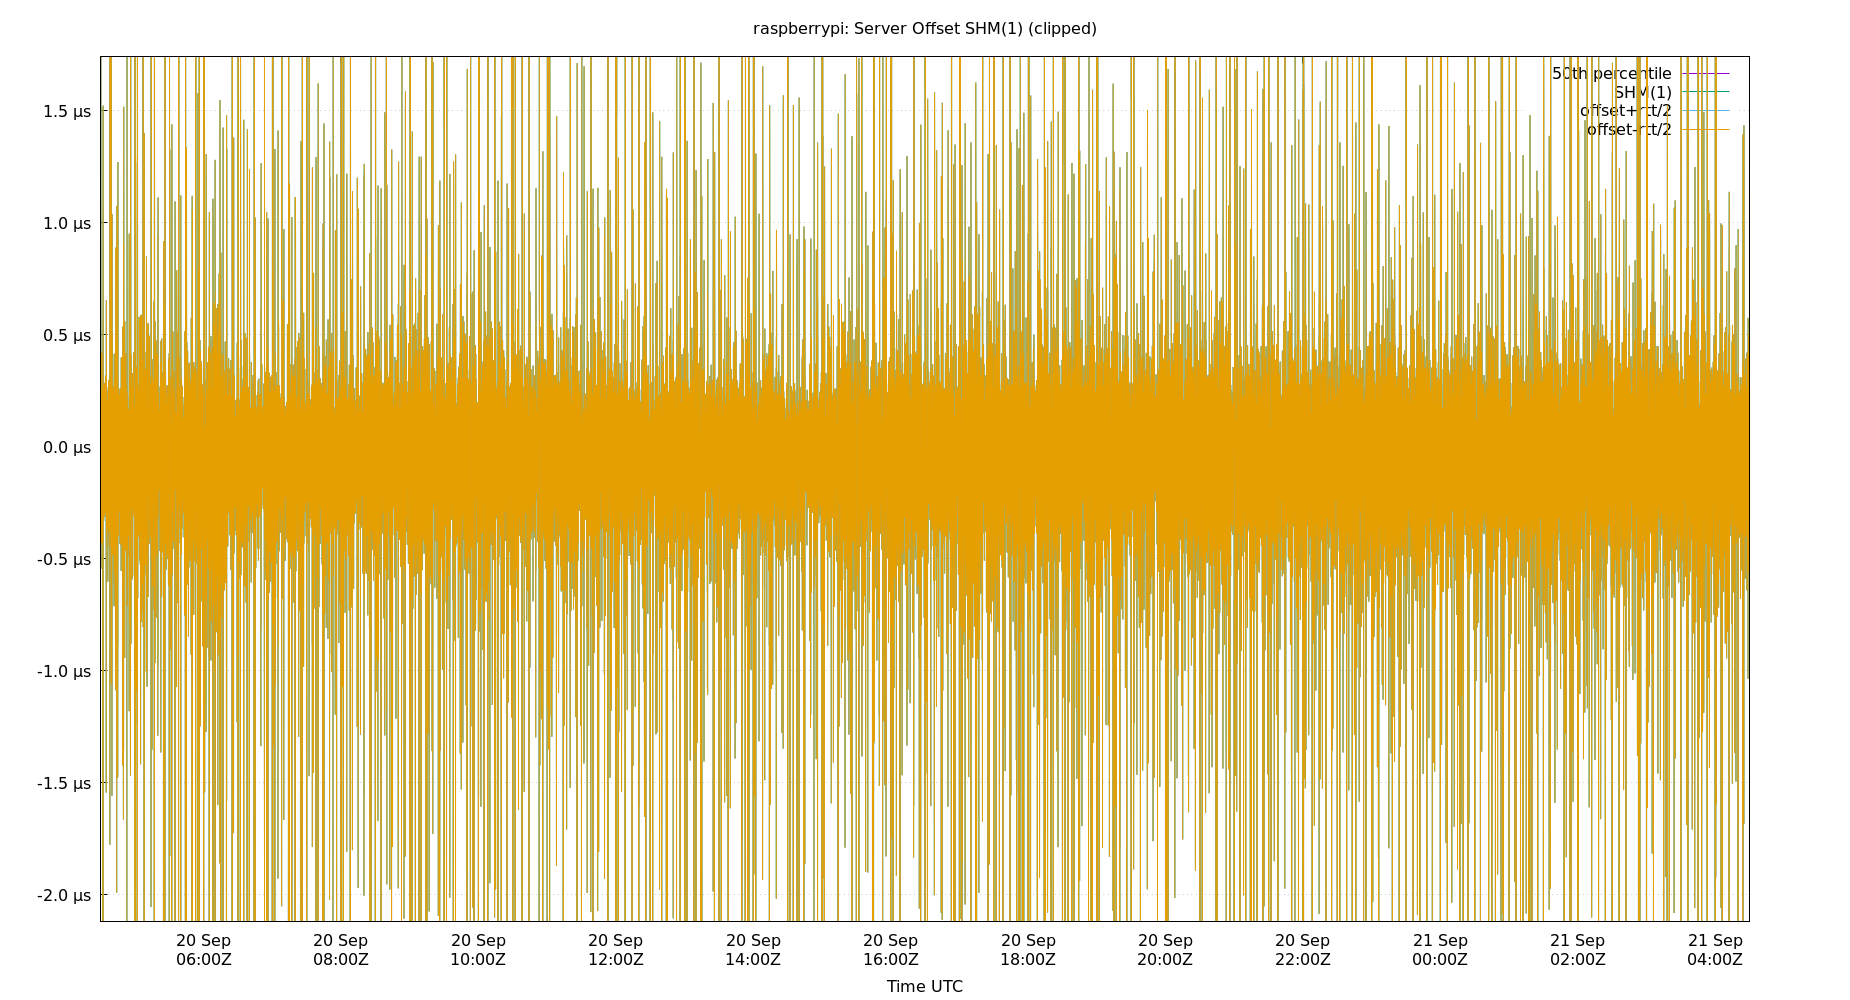 raspberrypi: Server Offset SHM(1) (clipped)
50th percentile
SHM(1)
offset+rtt/2
offset-rtt/2
1.5 µs
1.0 µs
0.5 µs
0.0 µs
-0.5 µs
-1.0 µs
-1.5 µs
-2.0 µs
20 Sep 20 Sep 20 Sep 20 Sep 20 Sep 20 Sep 20 Sep 20 Sep 20 Sep 21 Sep 21 Sep 21 Sep
06:00Z 08:00Z 10:00Z 12:00Z 14:00Z 16:00Z 18:00Z 20:00Z 22:00Z 00:00Z 02:00Z 04:00Z
Time UTC